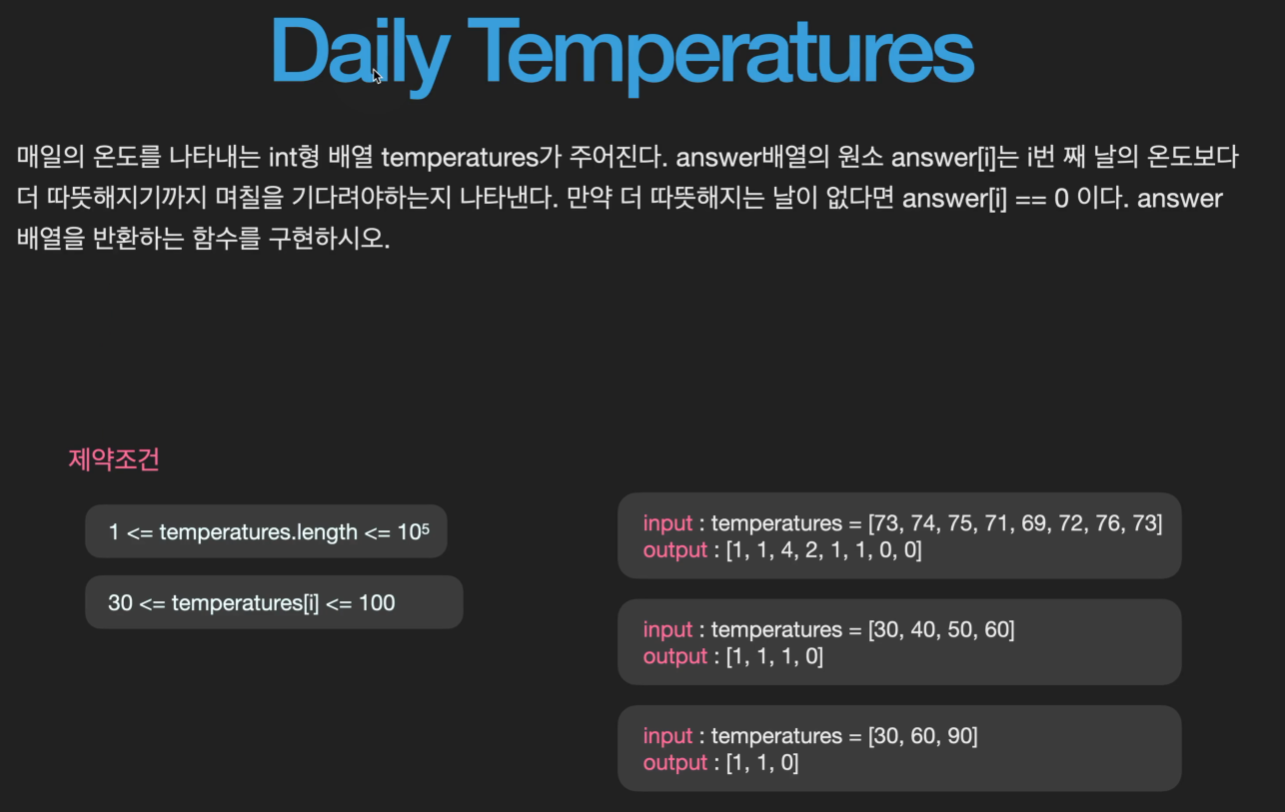 Daily Temperatures
매일의 온도를 나타내는 int형 배열 temperatures가 주어진다. answer배열의 원소 answer[i]는 i번 째 날의 온도보다
더 따뜻해지기까지 며칠을 기다려야하는지 나타낸다. 만약 더 따뜻해지는 날이 없다면 answer[i] == 0 이다. answer
배열을 반환하는 함수를 구현하시오.
제약조건
1 <= temperatures.length <= 10⁵
30 <= temperatures[i] <= 100
input : temperatures = [73, 74, 75, 71, 69, 72, 76, 73]
output : [1, 1, 4, 2, 1, 1, 0, 0]
input : temperatures = [30, 40, 50, 60]
output : [1, 1, 1, 0]
input : temperatures = [30, 60, 90]
output : [1, 1, 0]